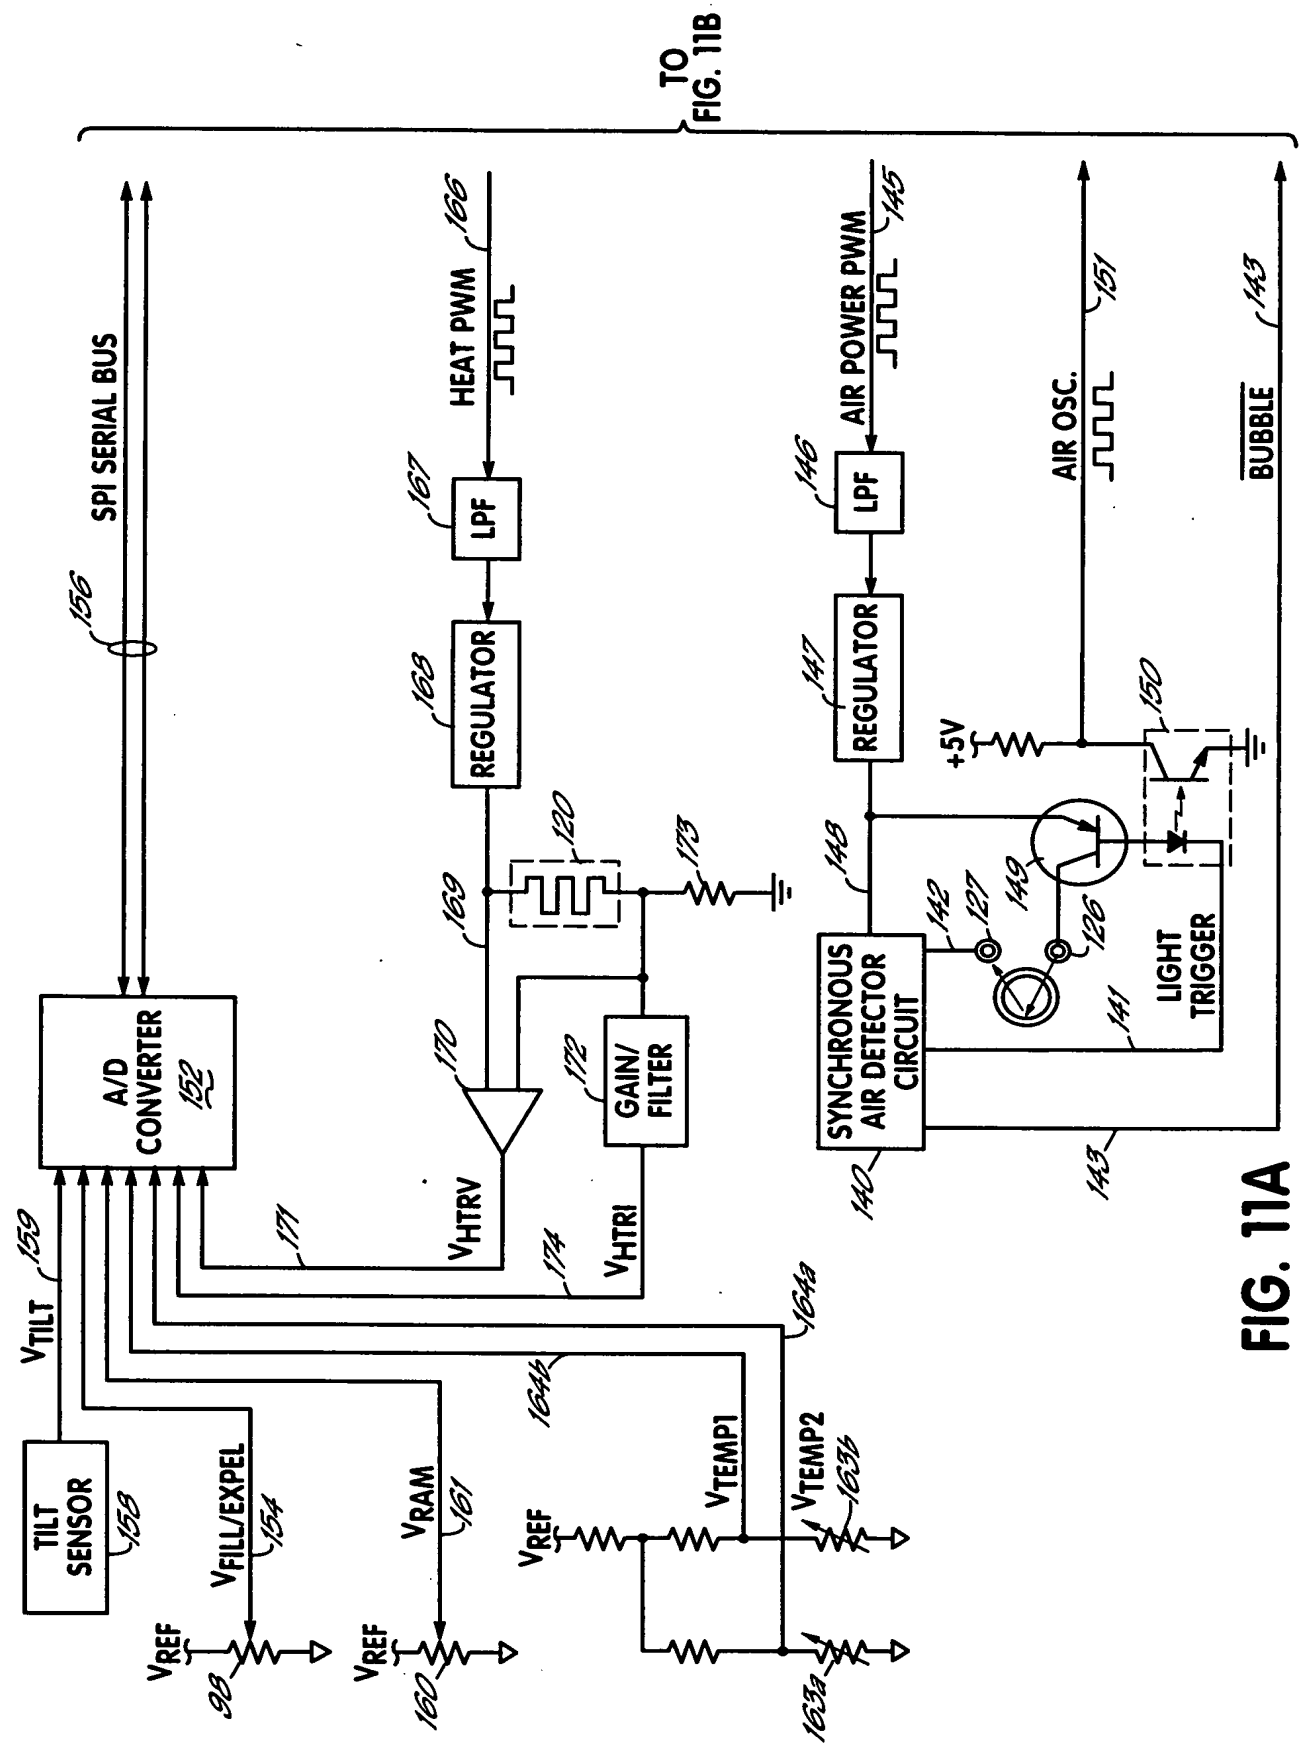 TO
FIG. 11B
SPI SERIAL BUS
156
A/D
CONVERTER
152
TILT
SENSOR
158
VTILT
159
VREF
98
VFILL/EXPEL
154
VREF
160
VRAM
161
VREF
VTEMP1
VTEMP2
163a
163b
164a
164b
171
174
VHTRV
VHTRI
170
172
GAIN/
FILTER
169
120
173
REGULATOR
168
LPF
167
HEAT PWM
166
AIR POWER PWM
145
LPF
146
REGULATOR
147
148
SYNCHRONOUS
AIR DETECTOR
CIRCUIT
140
142
127
126
149
+5V
150
AIR OSC.
151
LIGHT
TRIGGER
141
143
BUBBLE
143
FIG. 11A